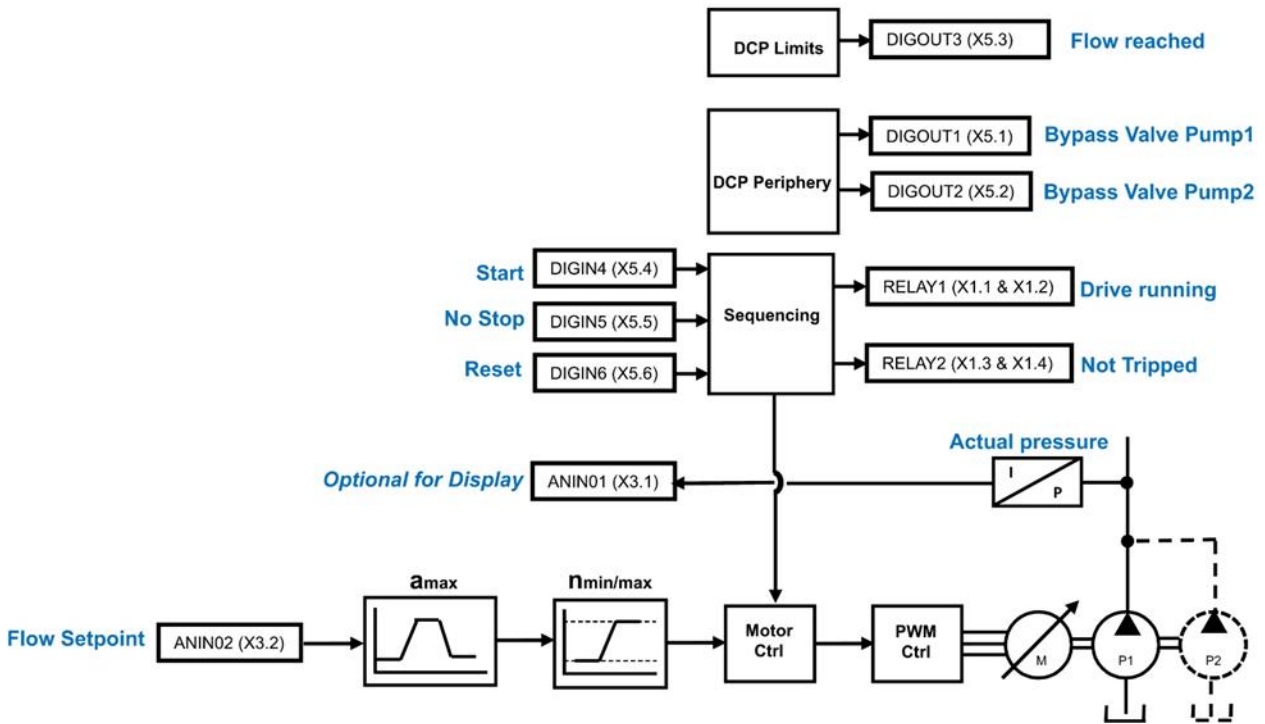 DCP Limits
DIGOUT3 (X5.3)
Flow reached
DCP Periphery
DIGOUT1 (X5.1)
Bypass Valve Pump1
DIGOUT2 (X5.2)
Bypass Valve Pump2
Start
DIGIN4 (X5.4)
No Stop
DIGIN5 (X5.5)
Reset
DIGIN6 (X5.6)
Sequencing
RELAY1 (X1.1 & X1.2)
Drive running
RELAY2 (X1.3 & X1.4)
Not Tripped
Actual pressure
Optional for Display
ANIN01 (X3.1)
I
P
amax
nmin/max
Flow Setpoint
ANIN02 (X3.2)
Motor
Ctrl
PWM
Ctrl
M
P1
P2